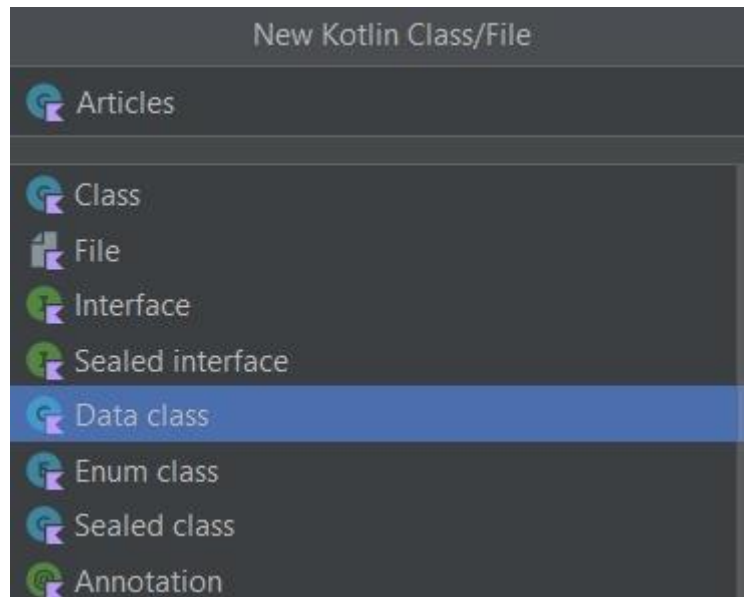 New Kotlin Class/File
Articles
Class
File
Interface
Sealed interface
Data class
Enum class
Sealed class
Annotation